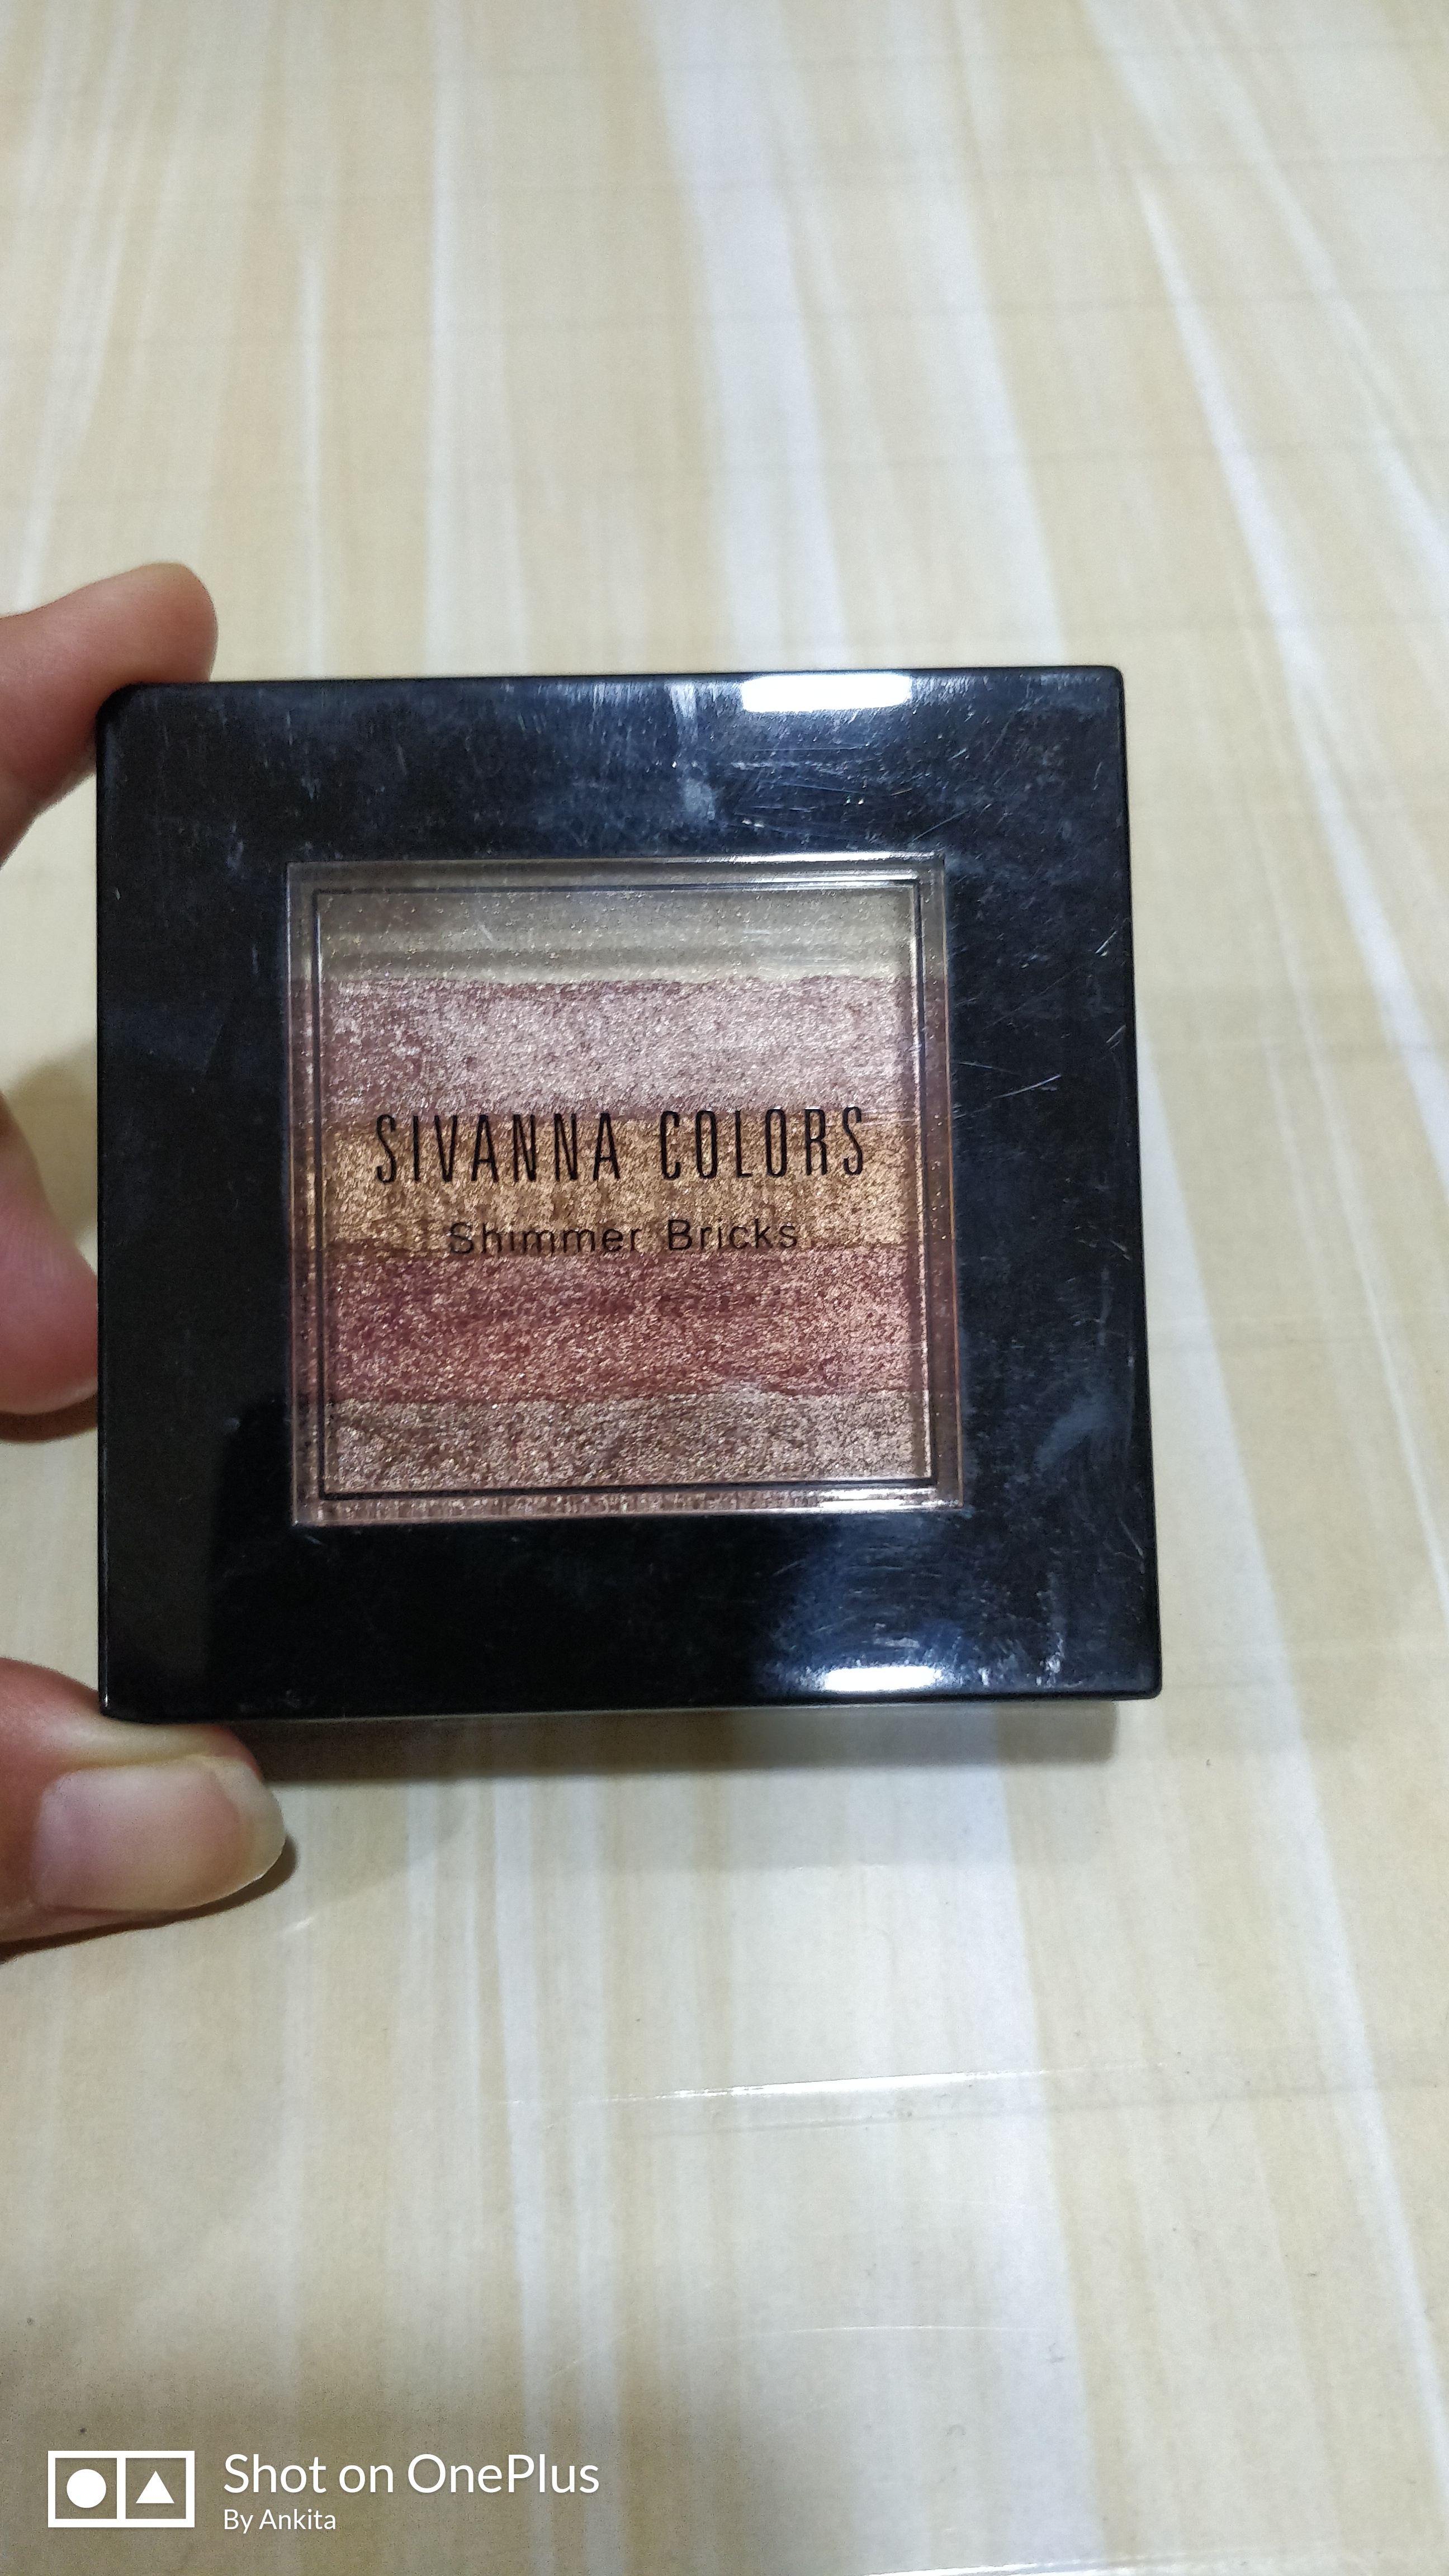 SIVANNA COLORS
Shimmer Bricks
Shot on OnePlus
By Ankita